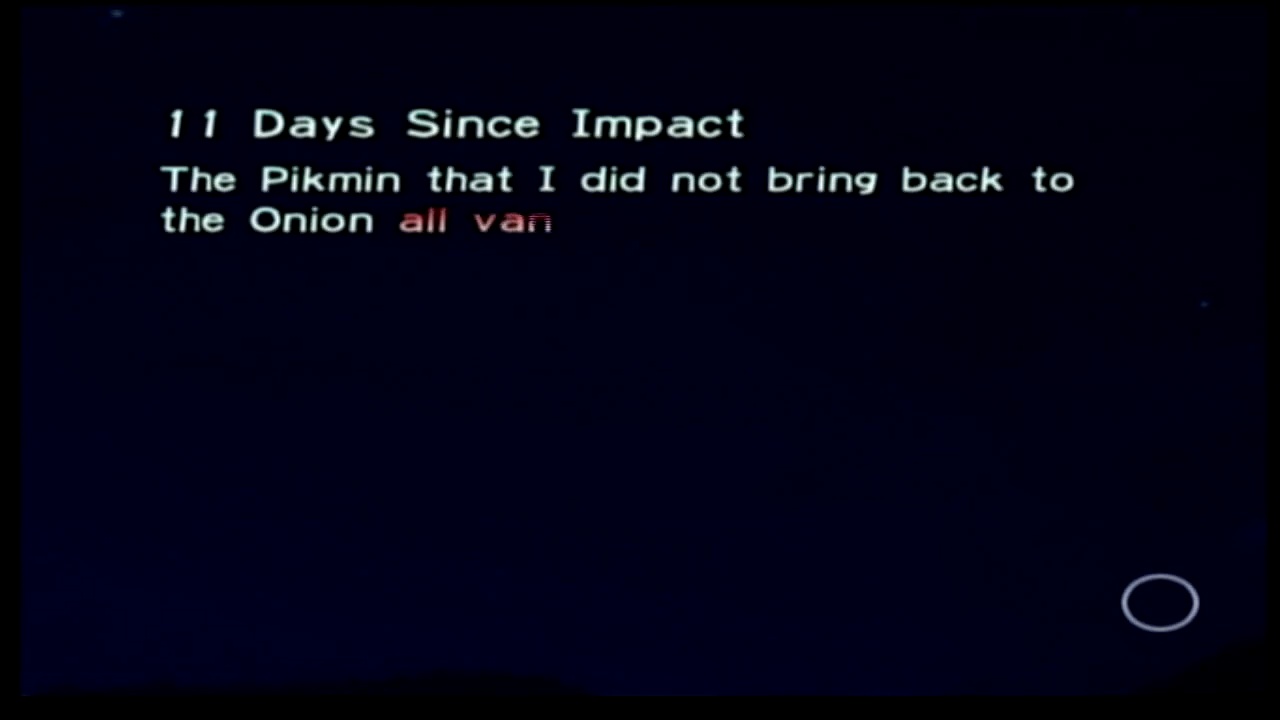 11 Days Since Impact
The Pikmin that I did not bring back to
the Onion all van